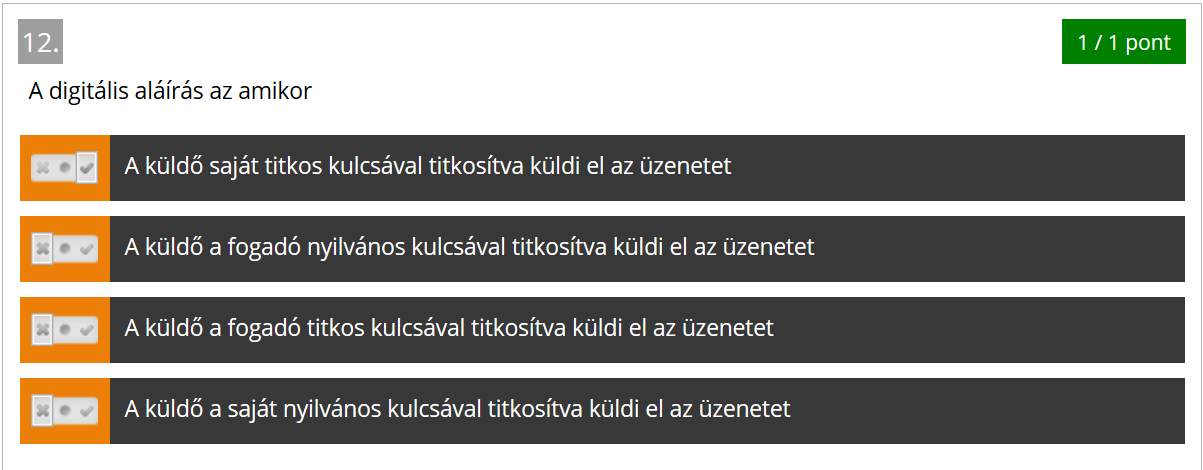 12.
1 / 1 pont
A digitális aláírás az amikor
A küldő saját titkos kulcsával titkosítva küldi el az üzenetet
A küldő a fogadó nyilvános kulcsával titkosítva küldi el az üzenetet
A küldő a fogadó titkos kulcsával titkosítva küldi el az üzenetet
A küldő a saját nyilvános kulcsával titkosítva küldi el az üzenetet